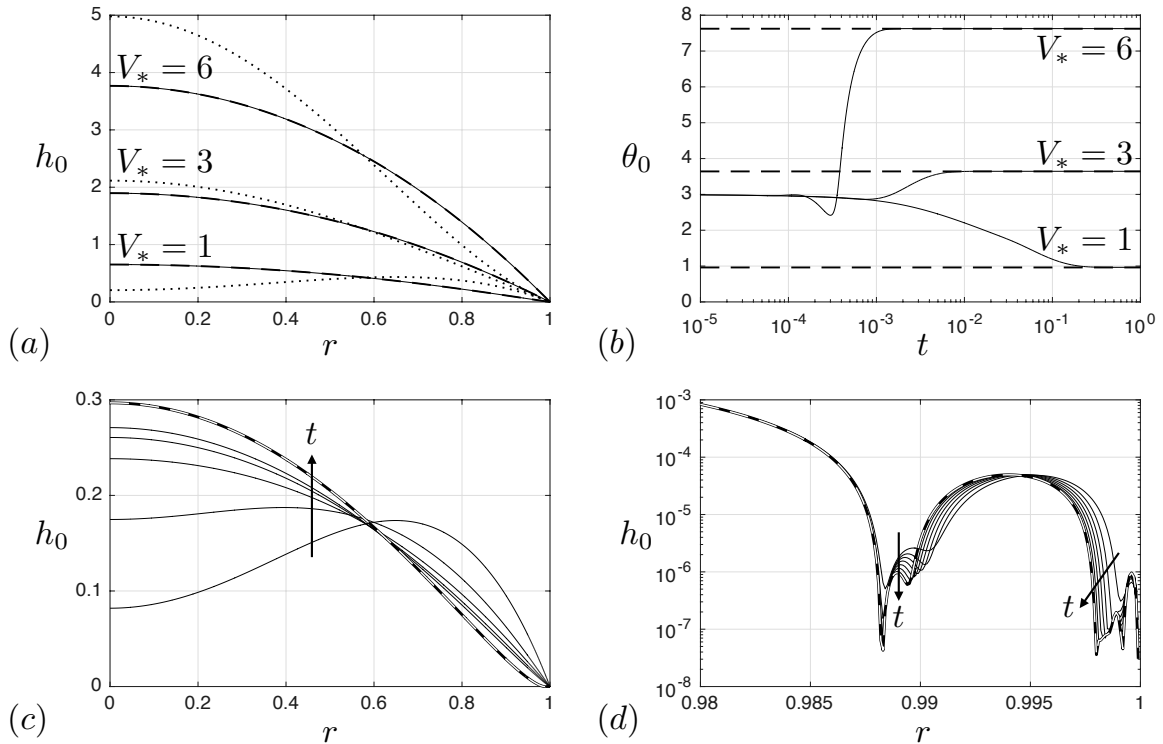 5
4
3
2
1
0
h₀
V* = 6
V* = 3
V* = 1
0 0.2 0.4 0.6 0.8 1
(a)
r
8
7
6
5
4
3
2
1
0
θ₀
V* = 6
V* = 3
V* = 1
10⁻⁵ 10⁻⁴ 10⁻³ 10⁻² 10⁻¹ 10⁰
(b)
t
0.3
0.2
0.1
0
h₀
t
0 0.2 0.4 0.6 0.8 1
(c)
r
10⁻³
10⁻⁴
10⁻⁵
10⁻⁶
10⁻⁷
10⁻⁸
h₀
t
t
0.98 0.985 0.99 0.995 1
(d)
r